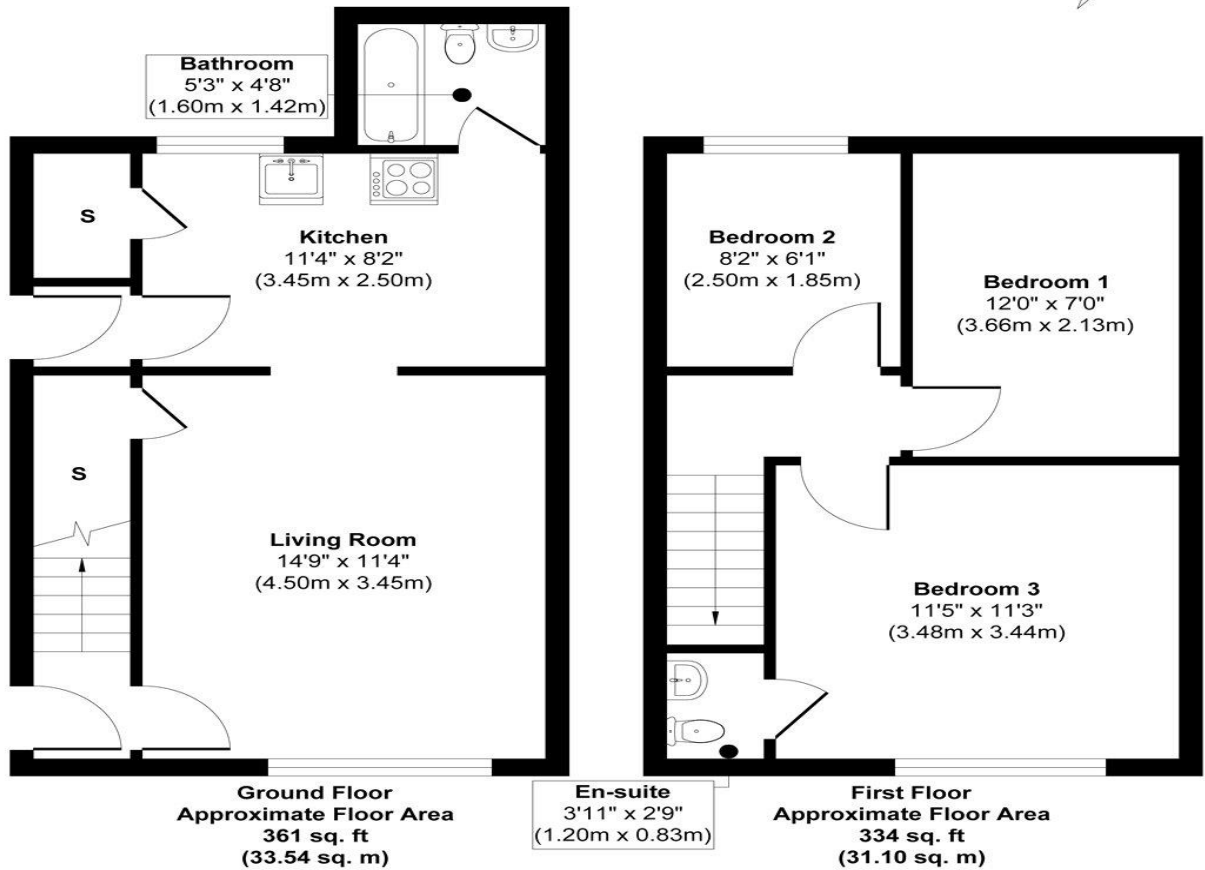 Bathroom
5'3" x 4'8"
(1.60m x 1.42m)
S
Kitchen
11'4" x 8'2"
(3.45m x 2.50m)
S
Living Room
14'9" x 11'4"
(4.50m x 3.45m)
Ground Floor
Approximate Floor Area
361 sq. ft
(33.54 sq. m)
Bedroom 2
8'2" x 6'1"
(2.50m x 1.85m)
Bedroom 1
12'0" x 7'0"
(3.66m x 2.13m)
Bedroom 3
11'5" x 11'3"
(3.48m x 3.44m)
En-suite
3'11" x 2'9"
(1.20m x 0.83m)
First Floor
Approximate Floor Area
334 sq. ft
(31.10 sq. m)